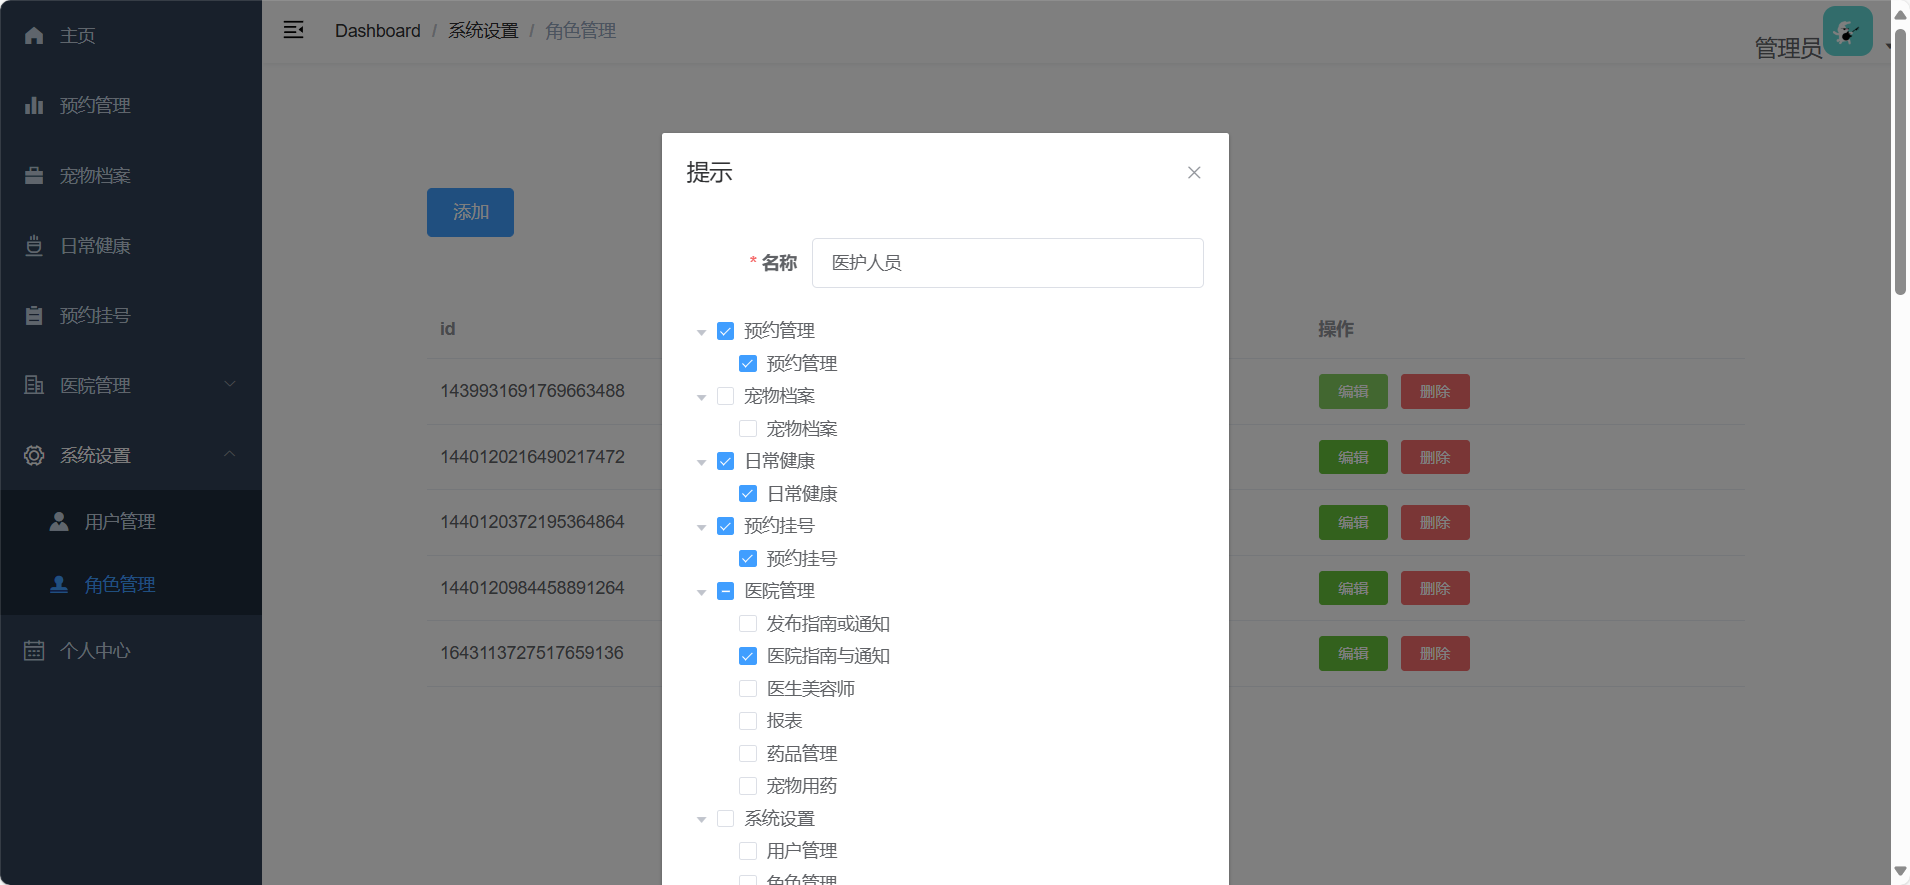 主页
预约管理
宠物档案
日常健康
预约挂号
医院管理
系统设置
用户管理
角色管理
个人中心
Dashboard / 系统设置 / 角色管理
管理员
添加
id 操作
1439931691769663488 编辑 删除
1440120216490217472 编辑 删除
1440120372195364864 编辑 删除
1440120984458891264 编辑 删除
1643113727517659136 编辑 删除
提示
* 名称 医护人员
预约管理
预约管理
宠物档案
宠物档案
日常健康
日常健康
预约挂号
预约挂号
医院管理
发布指南或通知
医院指南与通知
医生美容师
报表
药品管理
宠物用药
系统设置
用户管理
角色管理